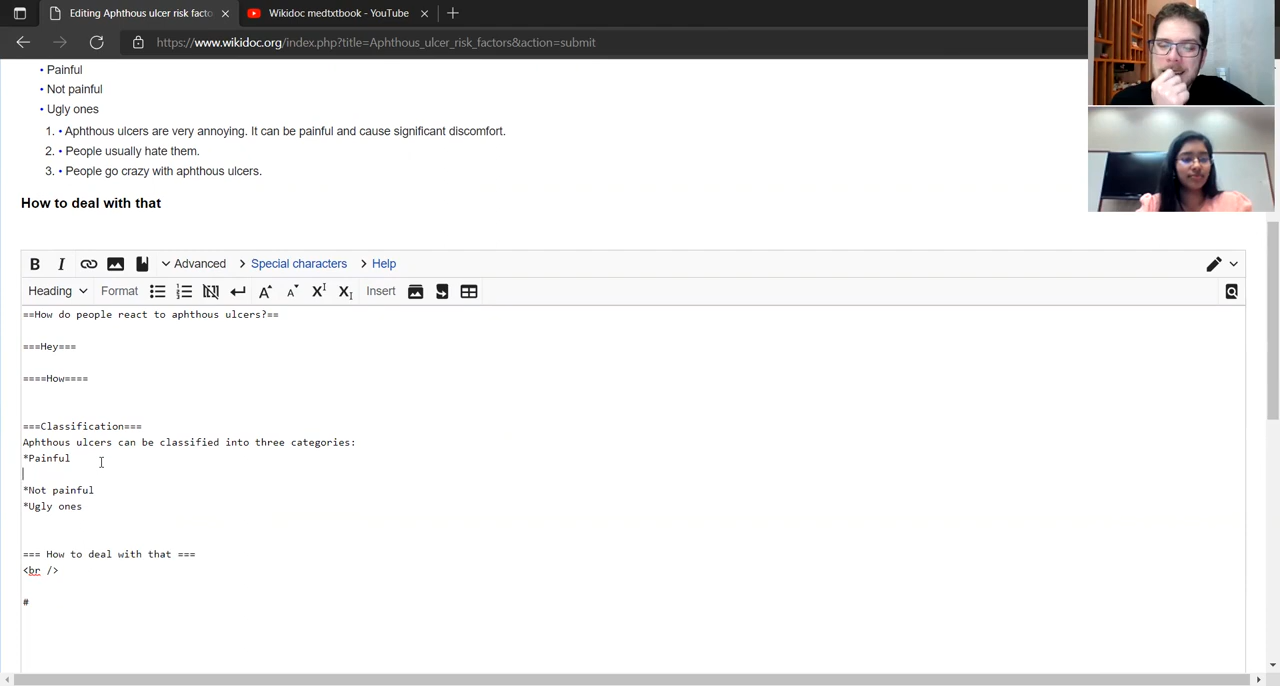 Editing Aphthous ulcer risk facto
Wikidoc medtxtbook - YouTube
https://www.wikidoc.org/index.php?title=Aphthous_ulcer_risk_factors&action=submit
• Painful
• Not painful
• Ugly ones
1. • Aphthous ulcers are very annoying. It can be painful and cause significant discomfort.
2. • People usually hate them.
3. • People go crazy with aphthous ulcers.
How to deal with that
B I Advanced Special characters Help
Heading Format Insert
==How do people react to aphthous ulcers?==
===Hey===
====How====
===Classification===
Aphthous ulcers can be classified into three categories:
*Painful
*Not painful
*Ugly ones
=== How to deal with that ===
<br />
#